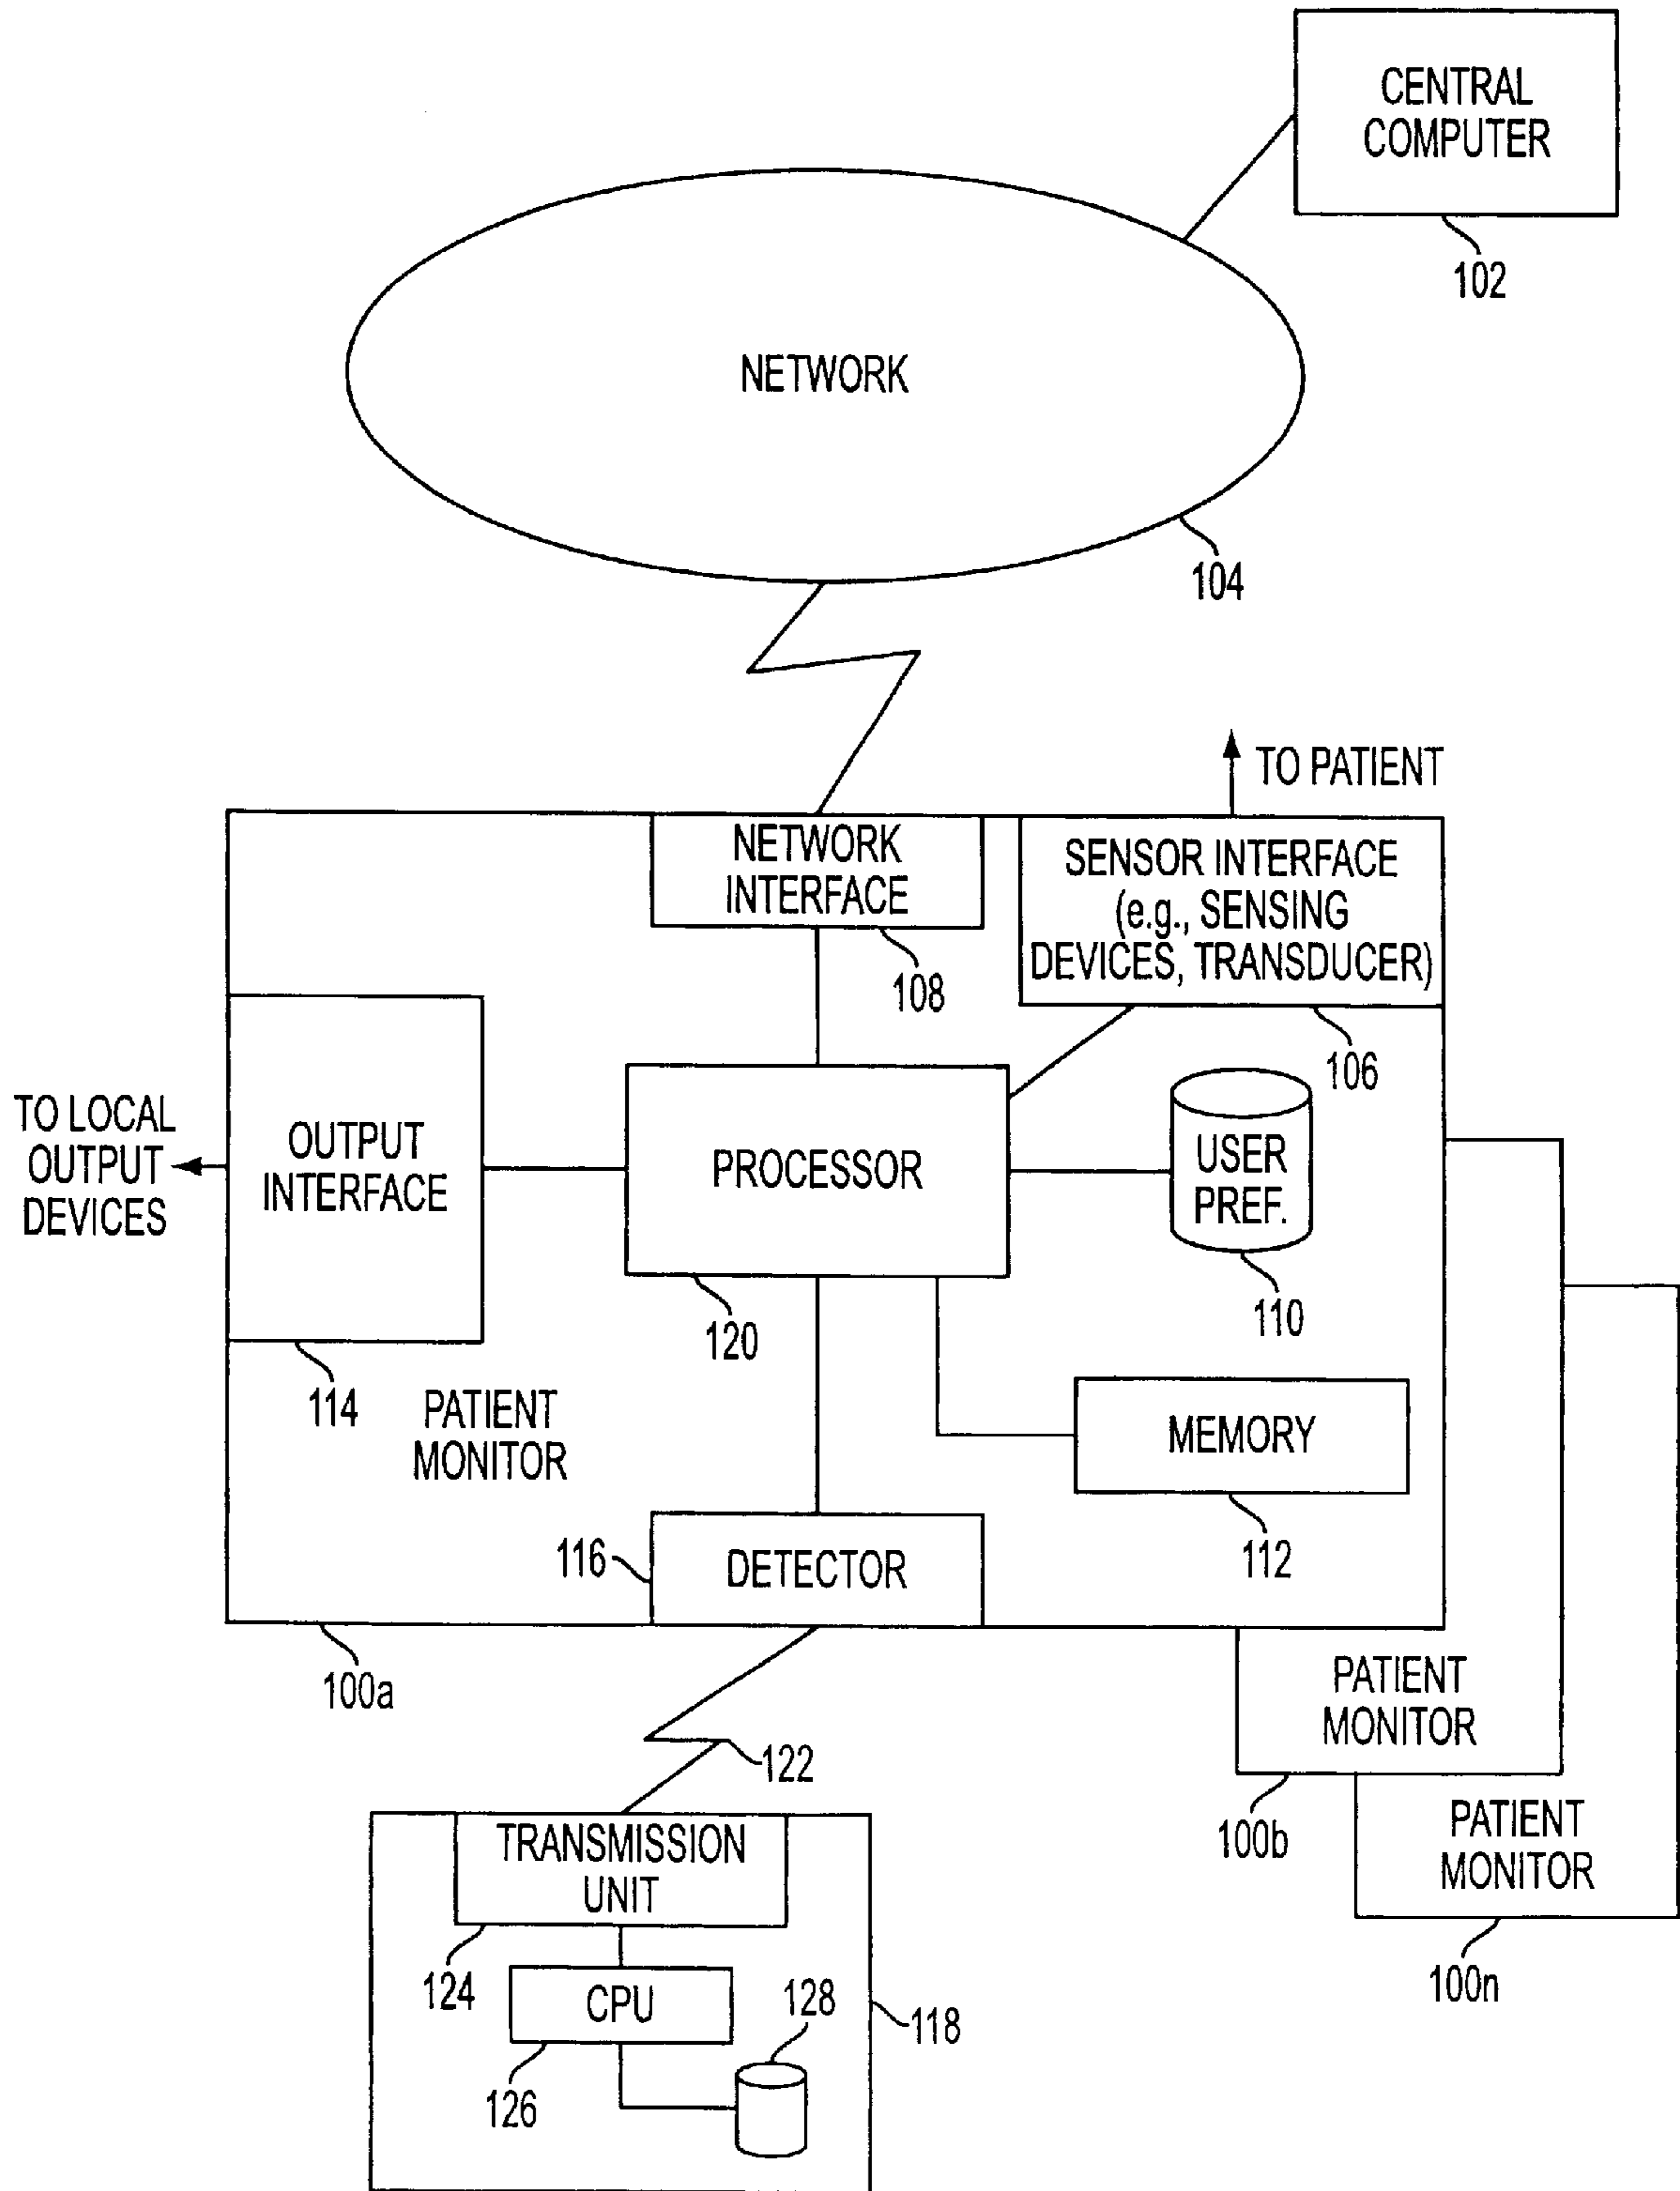 CENTRAL
COMPUTER
102
NETWORK
104
TO PATIENT
NETWORK
INTERFACE
108
SENSOR INTERFACE
(e.g., SENSING
DEVICES, TRANSDUCER)
106
TO LOCAL
OUTPUT
DEVICES
OUTPUT
INTERFACE
114
PROCESSOR
120
USER
PREF.
110
PATIENT
MONITOR
MEMORY
112
116
DETECTOR
100a
122
PATIENT
MONITOR
100b
PATIENT
MONITOR
100n
TRANSMISSION
UNIT
124
CPU
126
128
118